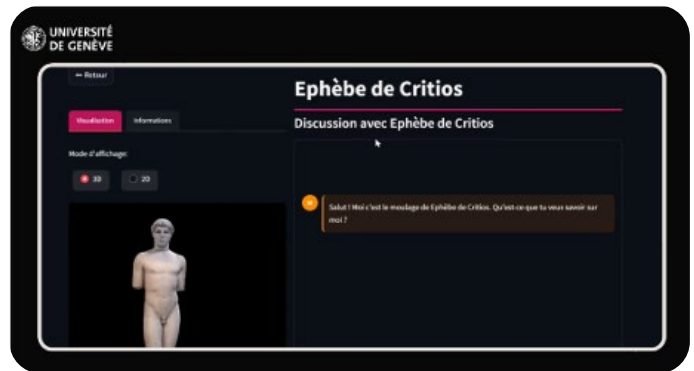 UNIVERSITÉ
DE GENÈVE
← Retour
Ephèbe de Critios
Visualisation Informations
Discussion avec Ephèbe de Critios
Mode d'affichage:
3D 2D
Salut ! Moi c'est le moulage de Ephèbe de Critios. Qu'est-ce que tu veux savoir sur
moi ?